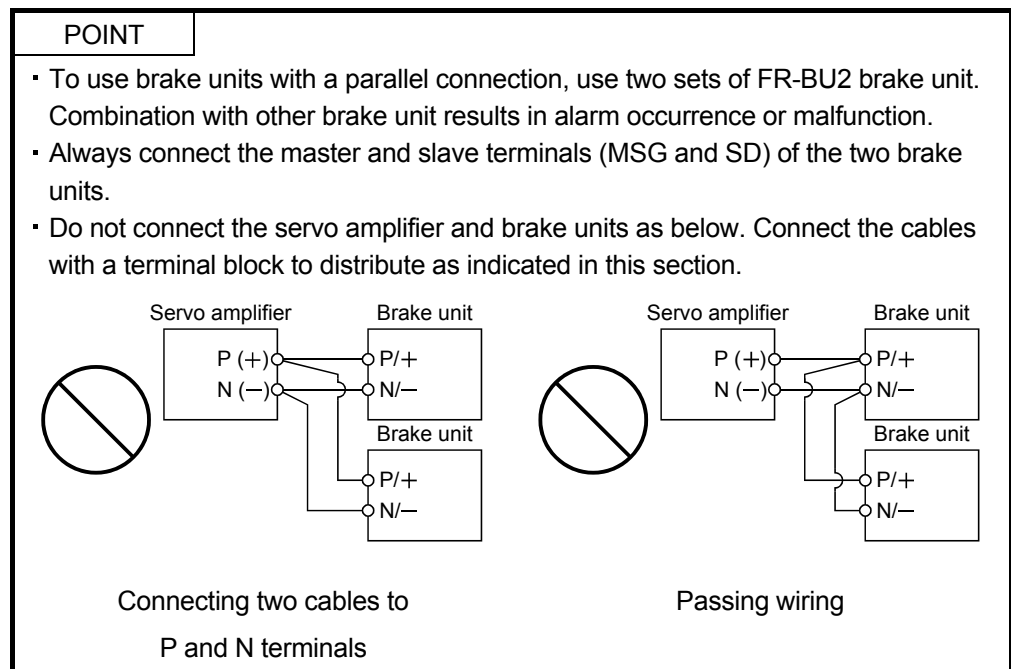 POINT
▪ To use brake units with a parallel connection, use two sets of FR-BU2 brake unit.
Combination with other brake unit results in alarm occurrence or malfunction.
▪ Always connect the master and slave terminals (MSG and SD) of the two brake
units.
▪ Do not connect the servo amplifier and brake units as below. Connect the cables
with a terminal block to distribute as indicated in this section.
Servo amplifier
Brake unit
P (+)
P/+
N (−)
N/−
Brake unit
P/+
N/−
Connecting two cables to
P and N terminals
Servo amplifier
Brake unit
P (+)
P/+
N (−)
N/−
Brake unit
P/+
N/−
Passing wiring